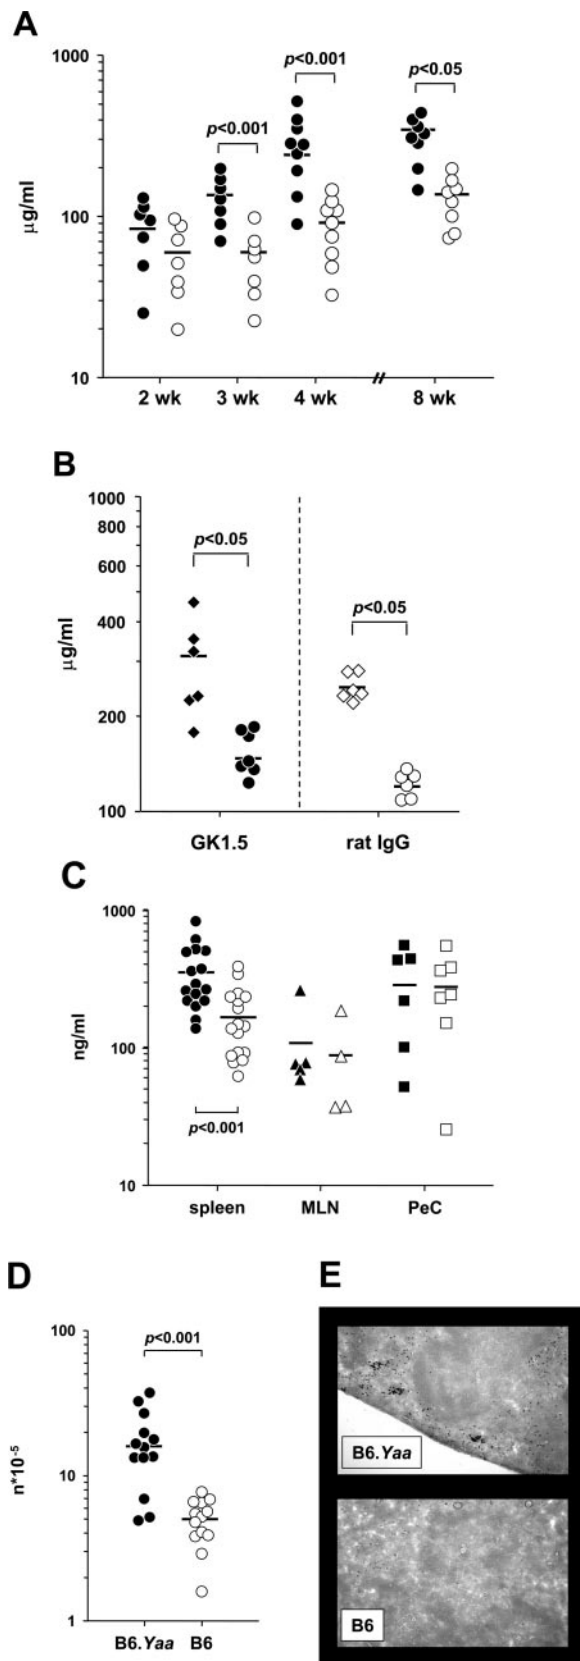 A
1000
p<0.001
p<0.001
p<0.05
µg/ml
100
10
2 wk 3 wk 4 wk 8 wk
B
1000
800
600
400
200
100
p<0.05
p<0.05
µg/ml
GK1.5 rat IgG
C
1000
ng/ml
100
p<0.001
10
spleen MLN PeC
D
100
p<0.001
n*10-5
10
1
B6.Yaa B6
E
B6.Yaa
B6